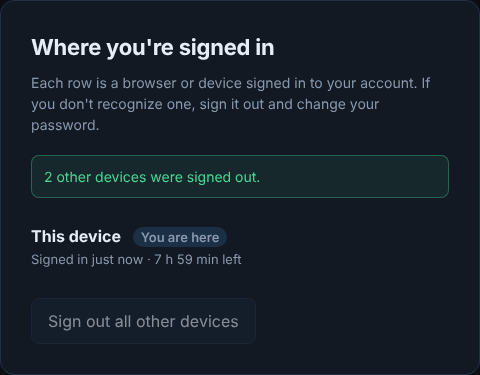 Where you're signed in
Each row is a browser or device signed in to your account. If
you don't recognize one, sign it out and change your
password.
2 other devices were signed out.
This device You are here
Signed in just now · 7 h 59 min left
Sign out all other devices